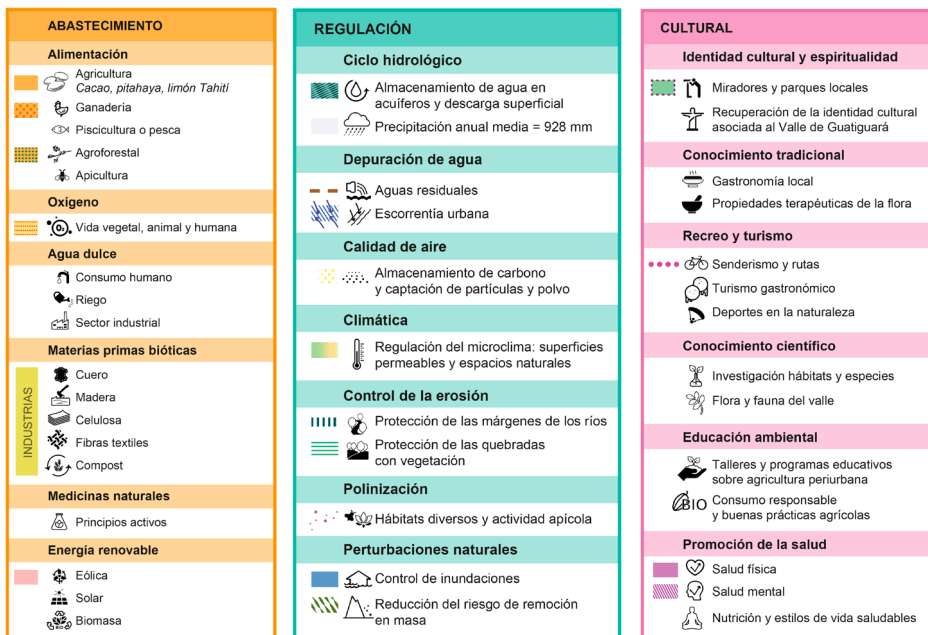 ABASTECIMIENTO
Alimentación
Agricultura
Cacao, pitahaya, limón Tahití
Ganadería
Piscicultura o pesca
Agroforestal
Apicultura
Oxigeno
O₂
Vida vegetal, animal y humana
Agua dulce
Consumo humano
Riego
Sector industrial
Materias primas bióticas
INDUSTRIAS
Cuero
Madera
Celulosa
Fibras textiles
Compost
Medicinas naturales
Principios activos
Energía renovable
Eólica
Solar
BIO
Biomasa
REGULACIÓN
Ciclo hidrológico
Almacenamiento de agua en
acuíferos y descarga superficial
Precipitación anual media = 928 mm
Depuración de agua
Aguas residuales
Escorrentía urbana
Calidad de aire
Almacenamiento de carbono
y captación de partículas y polvo
Climática
Regulación del microclima: superficies
permeables y espacios naturales
Control de la erosión
Protección de las márgenes de los ríos
Protección de las quebradas
con vegetación
Polinización
Hábitats diversos y actividad apícola
Perturbaciones naturales
Control de inundaciones
Reducción del riesgo de remoción
en masa
CULTURAL
Identidad cultural y espiritualidad
Miradores y parques locales
Recuperación de la identidad cultural
asociada al Valle de Guatiguará
Conocimiento tradicional
Gastronomía local
Propiedades terapéuticas de la flora
Recreo y turismo
Senderismo y rutas
Turismo gastronómico
Deportes en la naturaleza
Conocimiento científico
Investigación hábitats y especies
Flora y fauna del valle
Educación ambiental
Talleres y programas educativos
sobre agricultura periurbana
BIO
Consumo responsable
y buenas prácticas agrícolas
Promoción de la salud
Salud física
Salud mental
Nutrición y estilos de vida saludables